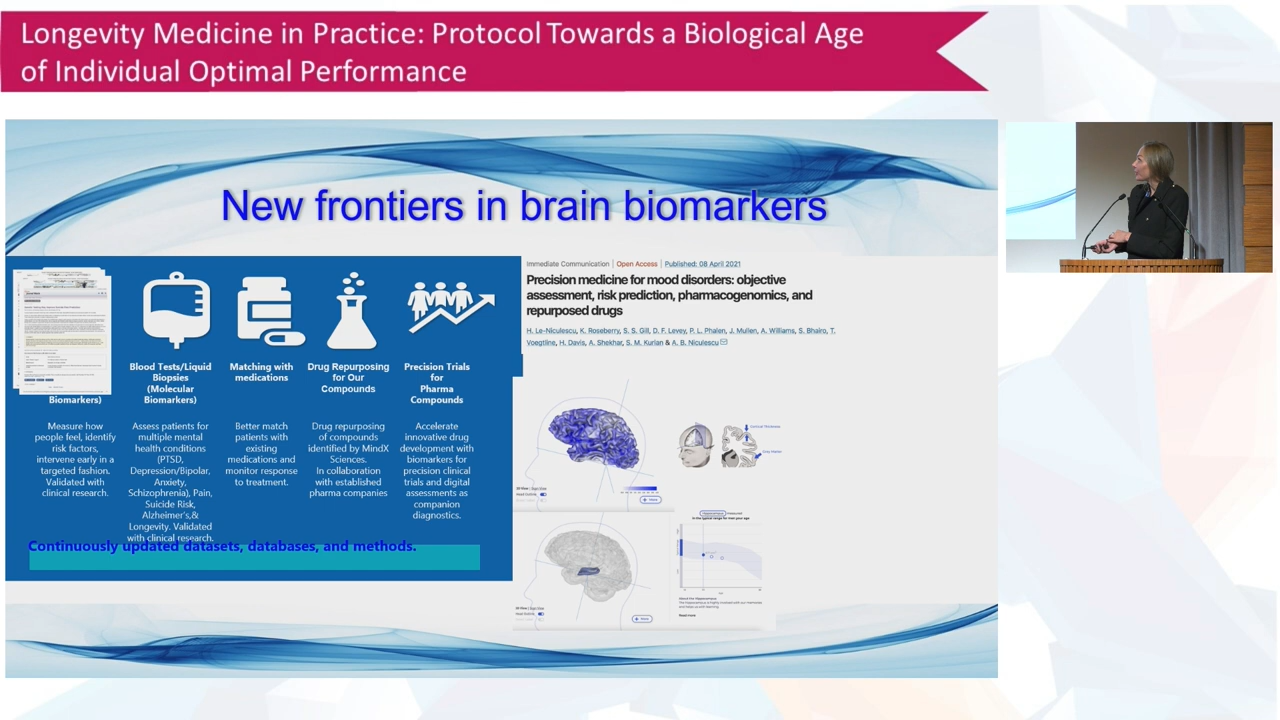 Longevity Medicine in Practice: Protocol Towards a Biological Age
of Individual Optimal Performance
New frontiers in brain biomarkers
Biomarkers)
Measure how
people feel, identify
risk factors,
intervene early in a
targeted fashion.
Validated with
clinical research.
Blood Tests/Liquid
Biopsies
(Molecular
Biomarkers)
Assess patients for
multiple mental
health conditions
(PTSD,
Depression/Bipolar,
Anxiety,
Schizophrenia), Pain,
Suicide Risk,
Alzheimer's,&
Longevity. Validated
with clinical research.
Matching with
medications
Better match
patients with
existing
medications and
monitor response
to treatment.
Drug Repurposing
for Our
Compounds
Drug repurposing
of compounds
identified by MindX
Sciences.
In collaboration
with established
pharma companies
Precision Trials
for
Pharma
Compounds
Accelerate
innovative drug
development with
biomarkers for
precision clinical
trials and digital
assessments as
companion
diagnostics.
Continuously updated datasets, databases, and methods.
Immediate Communication | Open Access | Published: 08 April 2021
Precision medicine for mood disorders: objective
assessment, risk prediction, pharmacogenomics, and
repurposed drugs
H. Le-Niculescu, K. Roseberry, S. S. Gill, D. F. Levey, P. L. Phalen, J. Mullen, A. Williams, S. Bhairo, T.
Voegtline, H. Davis, A. Shekhar, S. M. Kurian & A. B. Niculescu